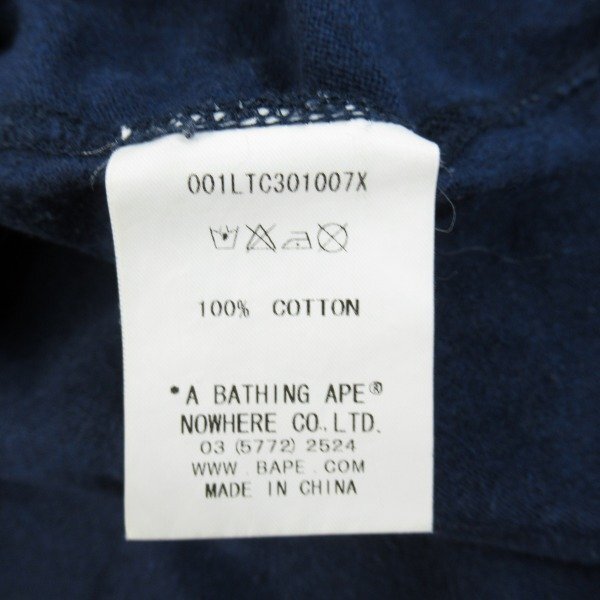 001LTC301007X
100% COTTON
*A BATHING APE®
NOWHERE CO.,LTD.
03 (5772) 2524
WWW.BAPE.COM
MADE IN CHINA